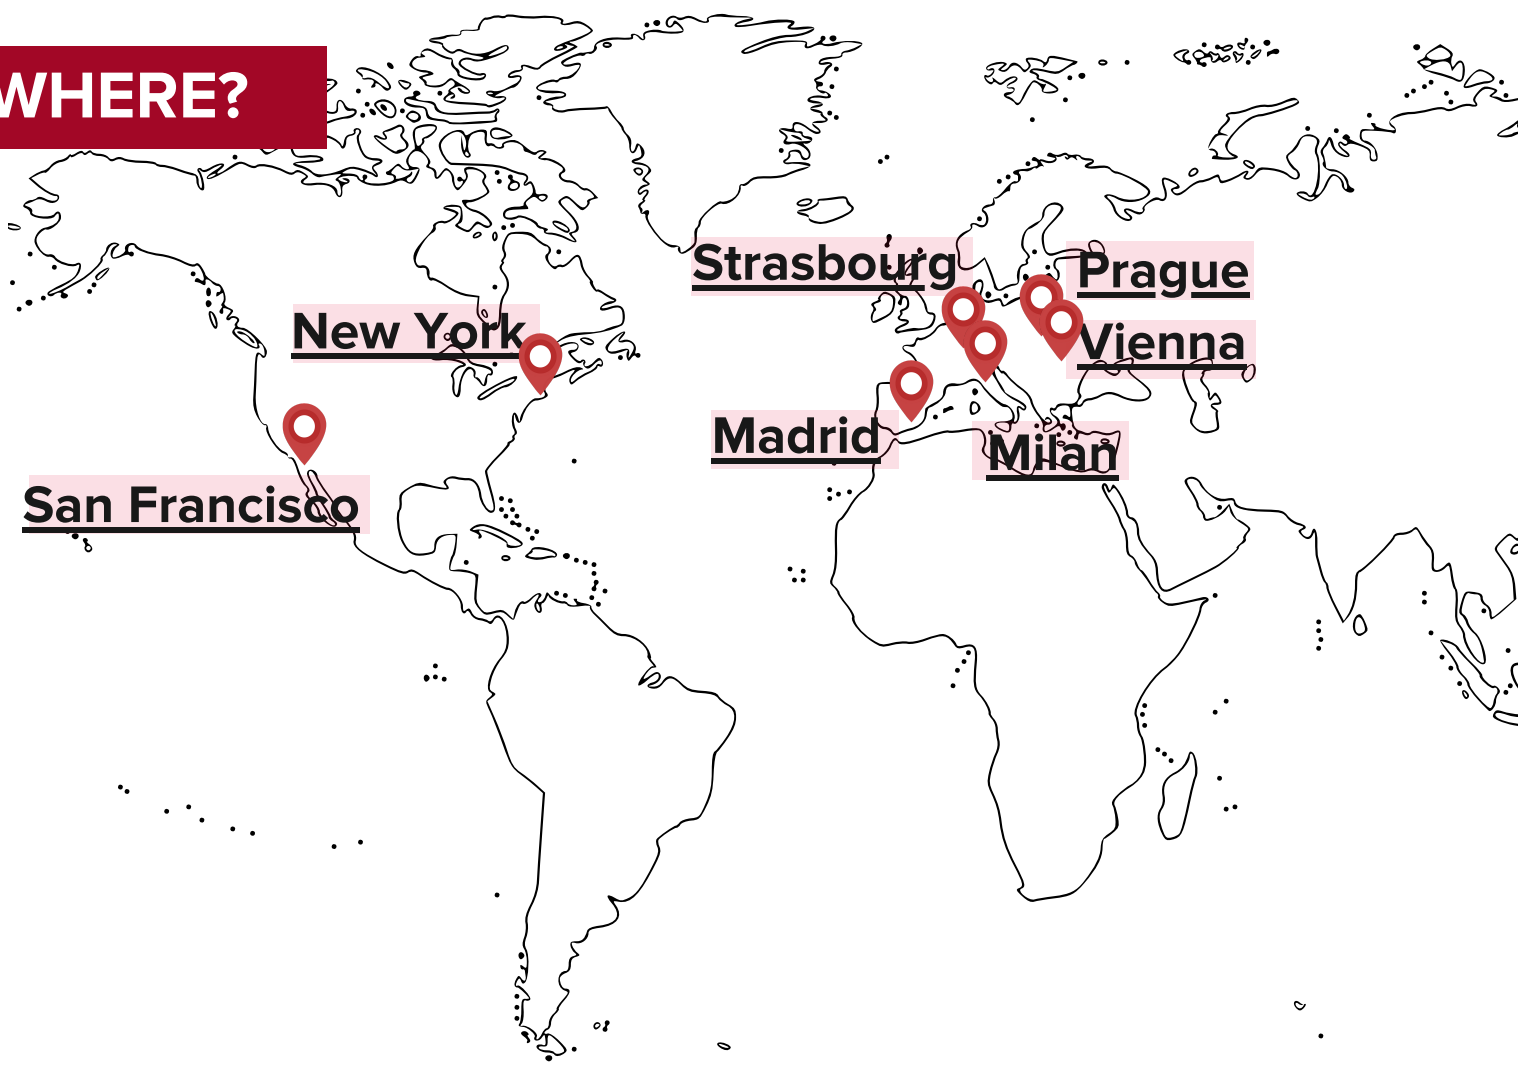 WHERE?
Strasbourg
Prague
New York
Vienna
Madrid
Milan
San Francisco